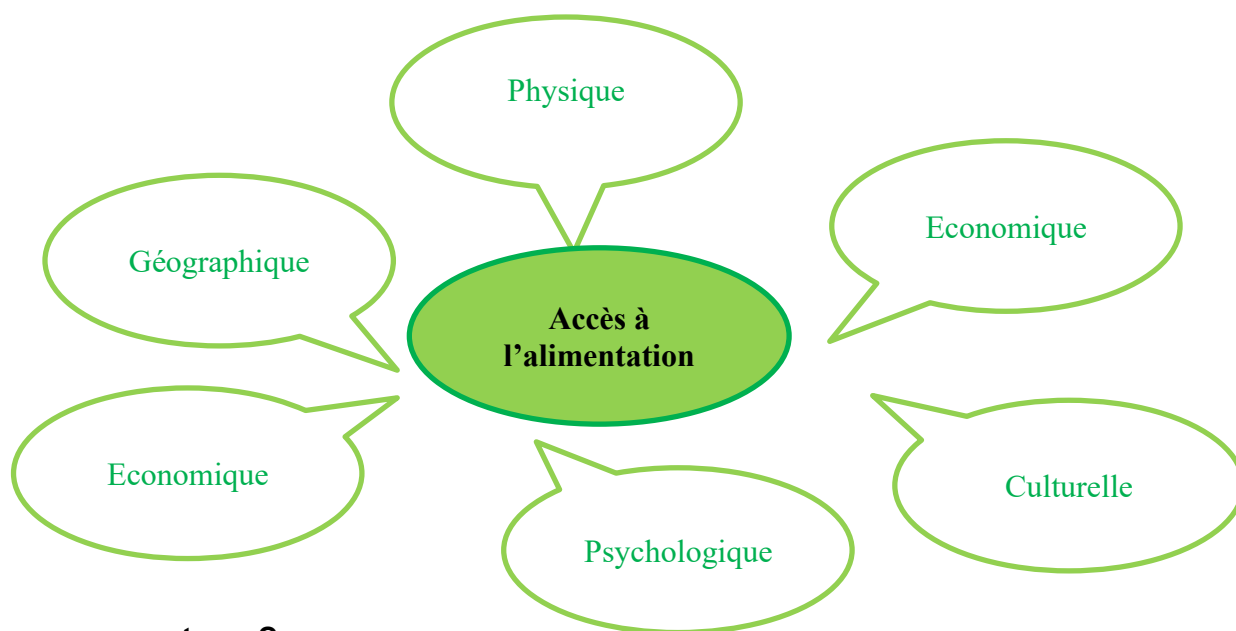 Physique
Economique
Géographique
Accès à
l’alimentation
Economique
Culturelle
Psychologique